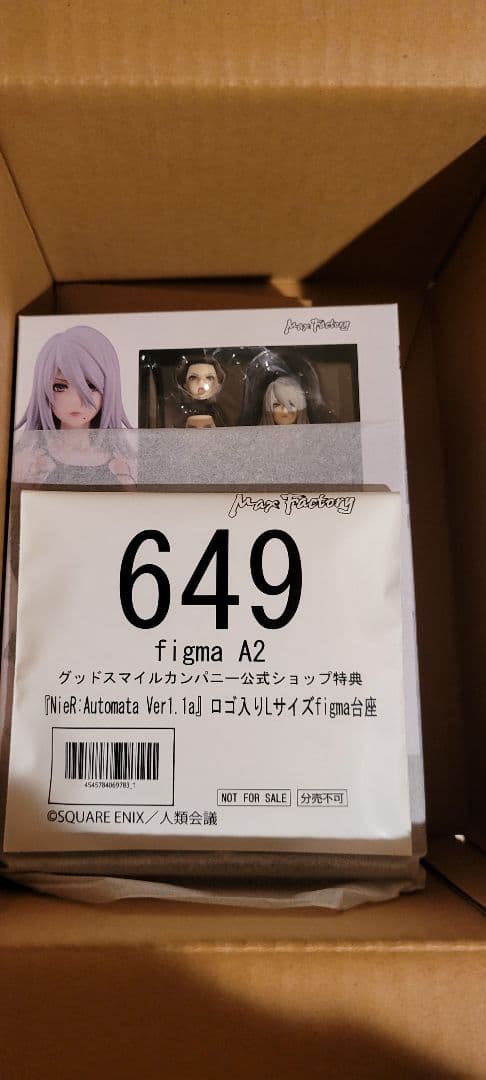 Max Factory
Max Factory
649
figma A2
グッドスマイルカンパニー公式ショップ特典
『NieR:Automata Ver1.1a』ロゴ入りLサイズfigma台座
4545784069783_1
NOT FOR SALE 分売不可
©SQUARE ENIX／人類会議